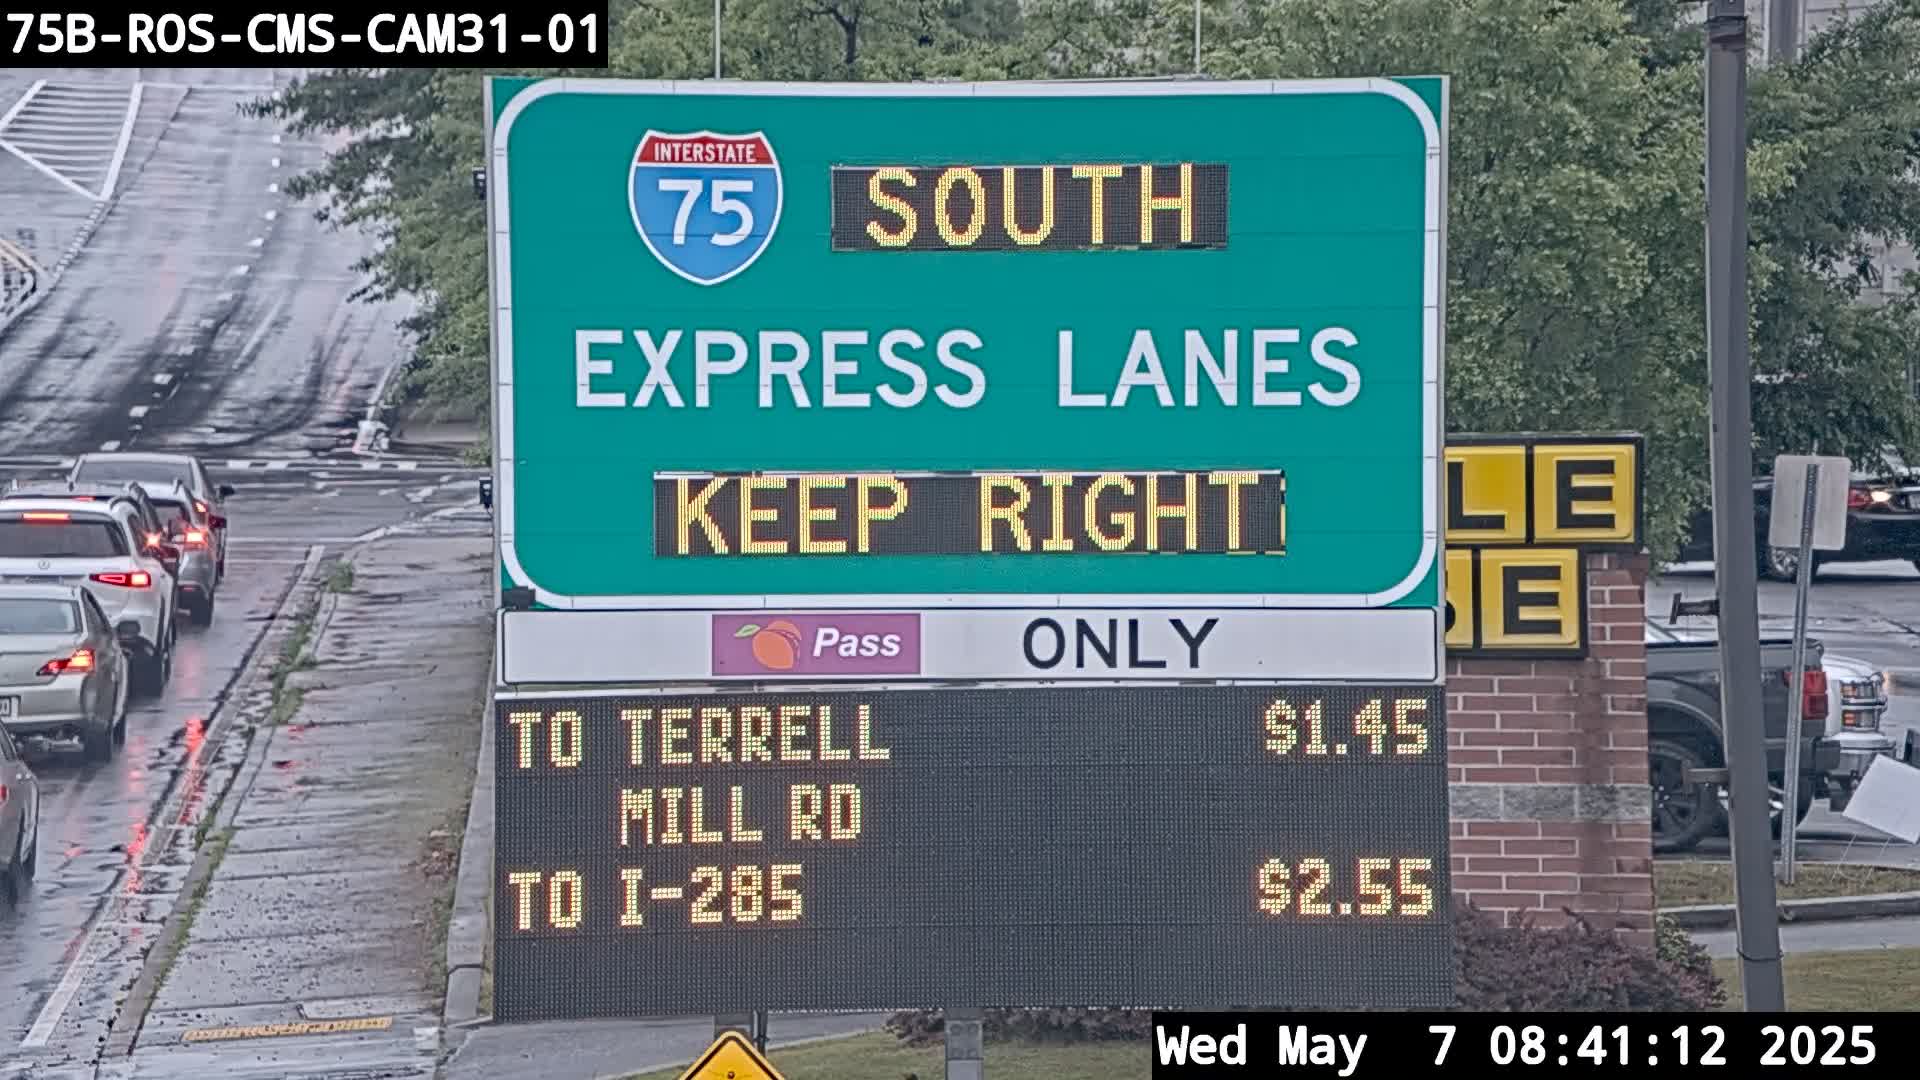 75B-ROS-CMS-CAM31-01
INTERSTATE
75
SOUTH
EXPRESS LANES
KEEP RIGHT
LE
E
Pass
ONLY
TO TERRELL $1.45
MILL RD
TO I-285 $2.55
Wed May 7 08:41:12 2025